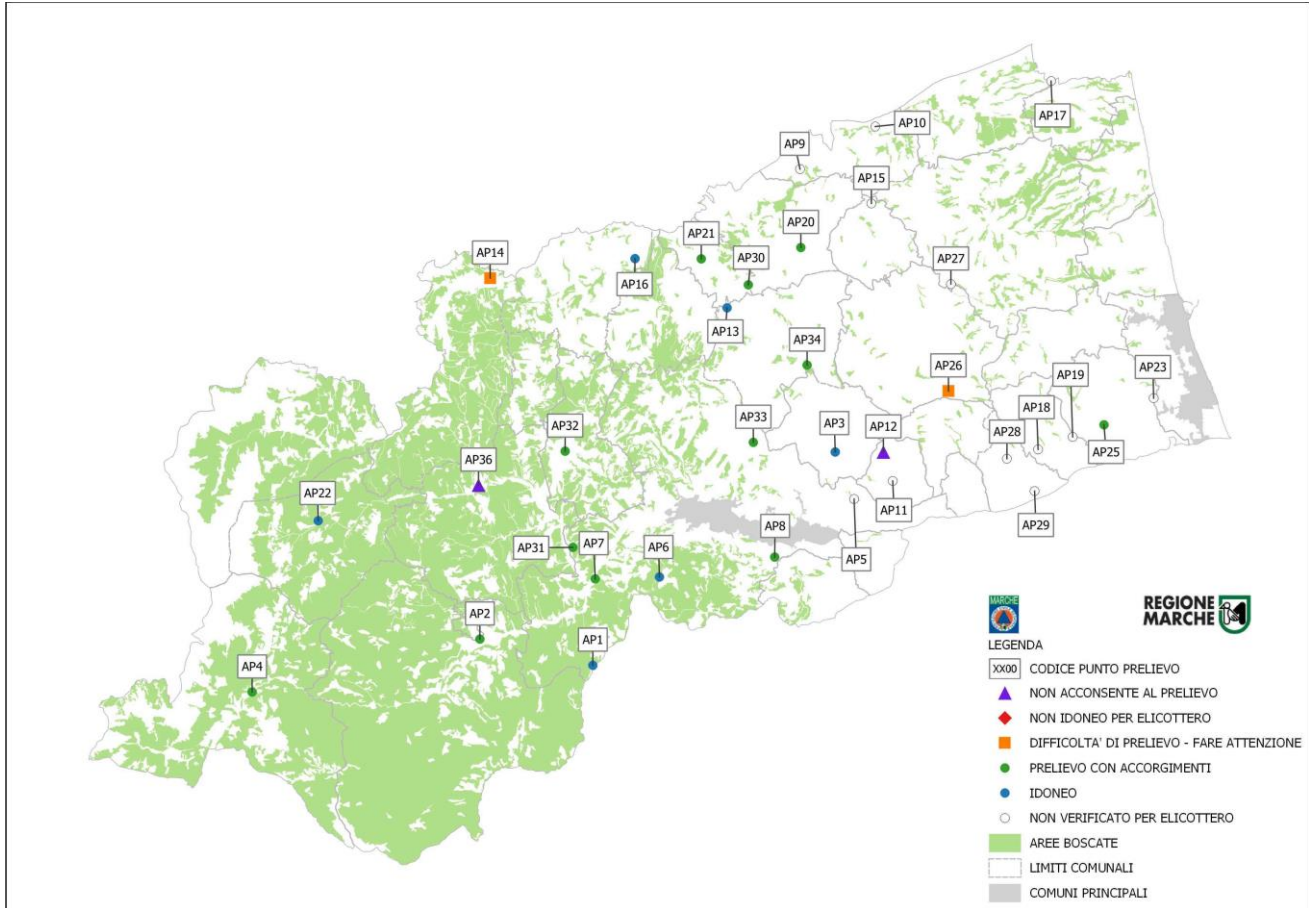 AP17
AP10
AP9
AP15
AP20
AP21
AP14
AP30
AP27
AP16
AP13
AP34
AP26
AP19
AP23
AP18
AP33
AP3
AP12
AP28
AP32
AP25
AP36
AP22
AP11
AP29
AP8
AP31
AP7
AP6
AP5
AP2
AP1
AP4
MARCHE
REGIONE
MARCHE
LEGENDA
XX00 CODICE PUNTO PRELIEVO
NON ACCONSENTE AL PRELIEVO
NON IDONEO PER ELICOTTERO
DIFFICOLTA' DI PRELIEVO - FARE ATTENZIONE
PRELIEVO CON ACCORGIMENTI
IDONEO
NON VERIFICATO PER ELICOTTERO
AREE BOSCATE
LIMITI COMUNALI
COMUNI PRINCIPALI